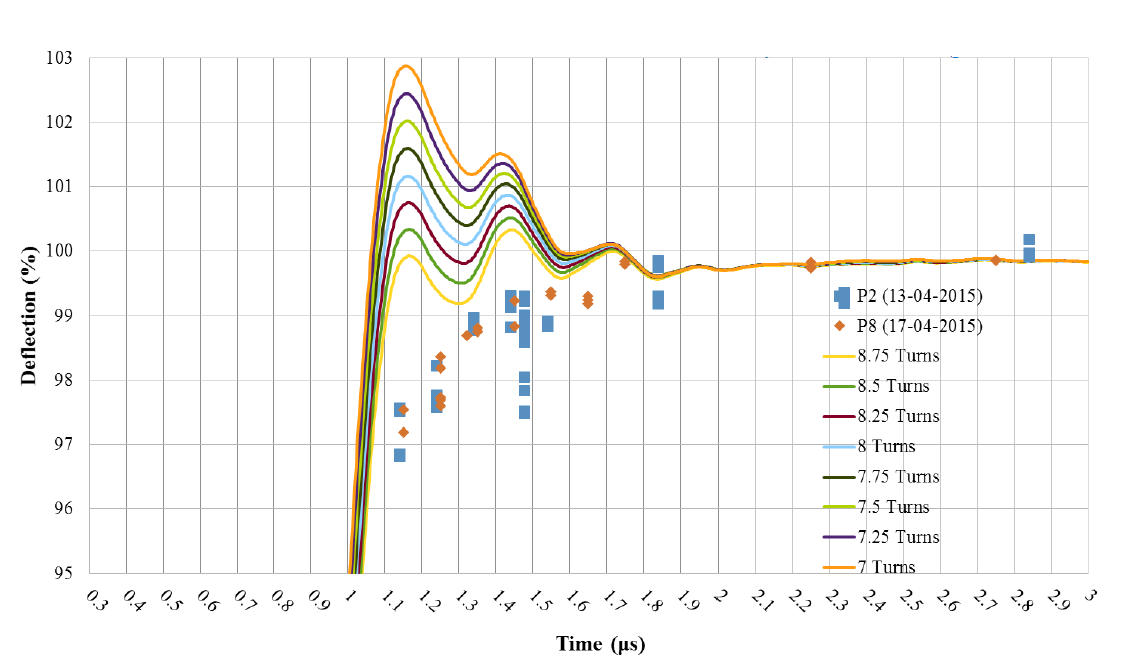 103
102
101
100
99
98
97
96
95
Deflection (%)
P2 (13-04-2015)
P8 (17-04-2015)
8.75 Turns
8.5 Turns
8.25 Turns
8 Turns
7.75 Turns
7.5 Turns
7.25 Turns
7 Turns
0.3 0.4 0.5 0.6 0.7 0.8 0.9 1 1.1 1.2 1.3 1.4 1.5 1.6 1.7 1.8 1.9 2 2.1 2.2 2.3 2.4 2.5 2.6 2.7 2.8 2.9 3
Time (µs)